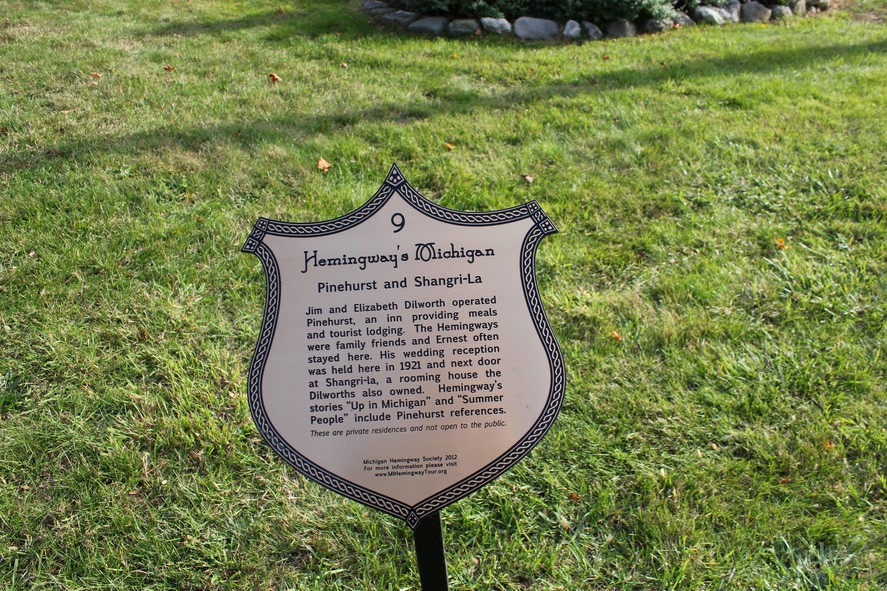 9
Hemingway's Michigan
Pinehurst and Shangri-La
Jim and Elizabeth Dilworth operated
Pinehurst, an inn providing meals
and tourist lodging. The Hemingways
were family friends and Ernest often
stayed here. His wedding reception
was held here in 1921 and next door
at Shangri-la, a rooming house the
Dilworths also owned. Hemingway's
stories "Up in Michigan" and "Summer
People" include Pinehurst references.
These are private residences and not open to the public.
Michigan Hemingway Society 2012
For more information please visit
www.MIHemingwayTour.org